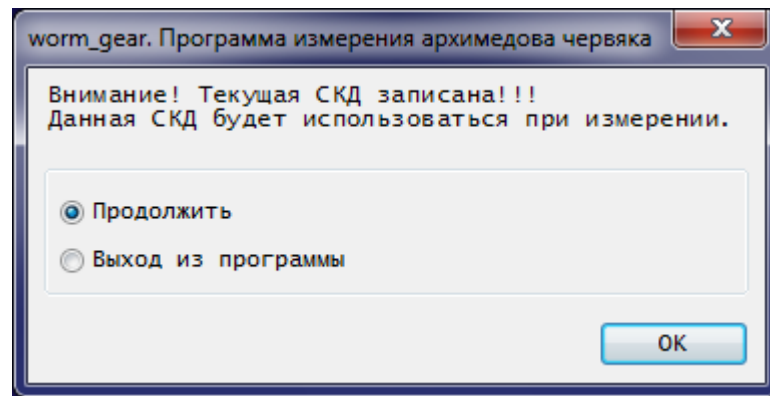 worm_gear. Программа измерения архимедова червяка
Внимание! Текущая СКД записана!!!
Данная СКД будет использоваться при измерении.
Продолжить
Выход из программы
OK